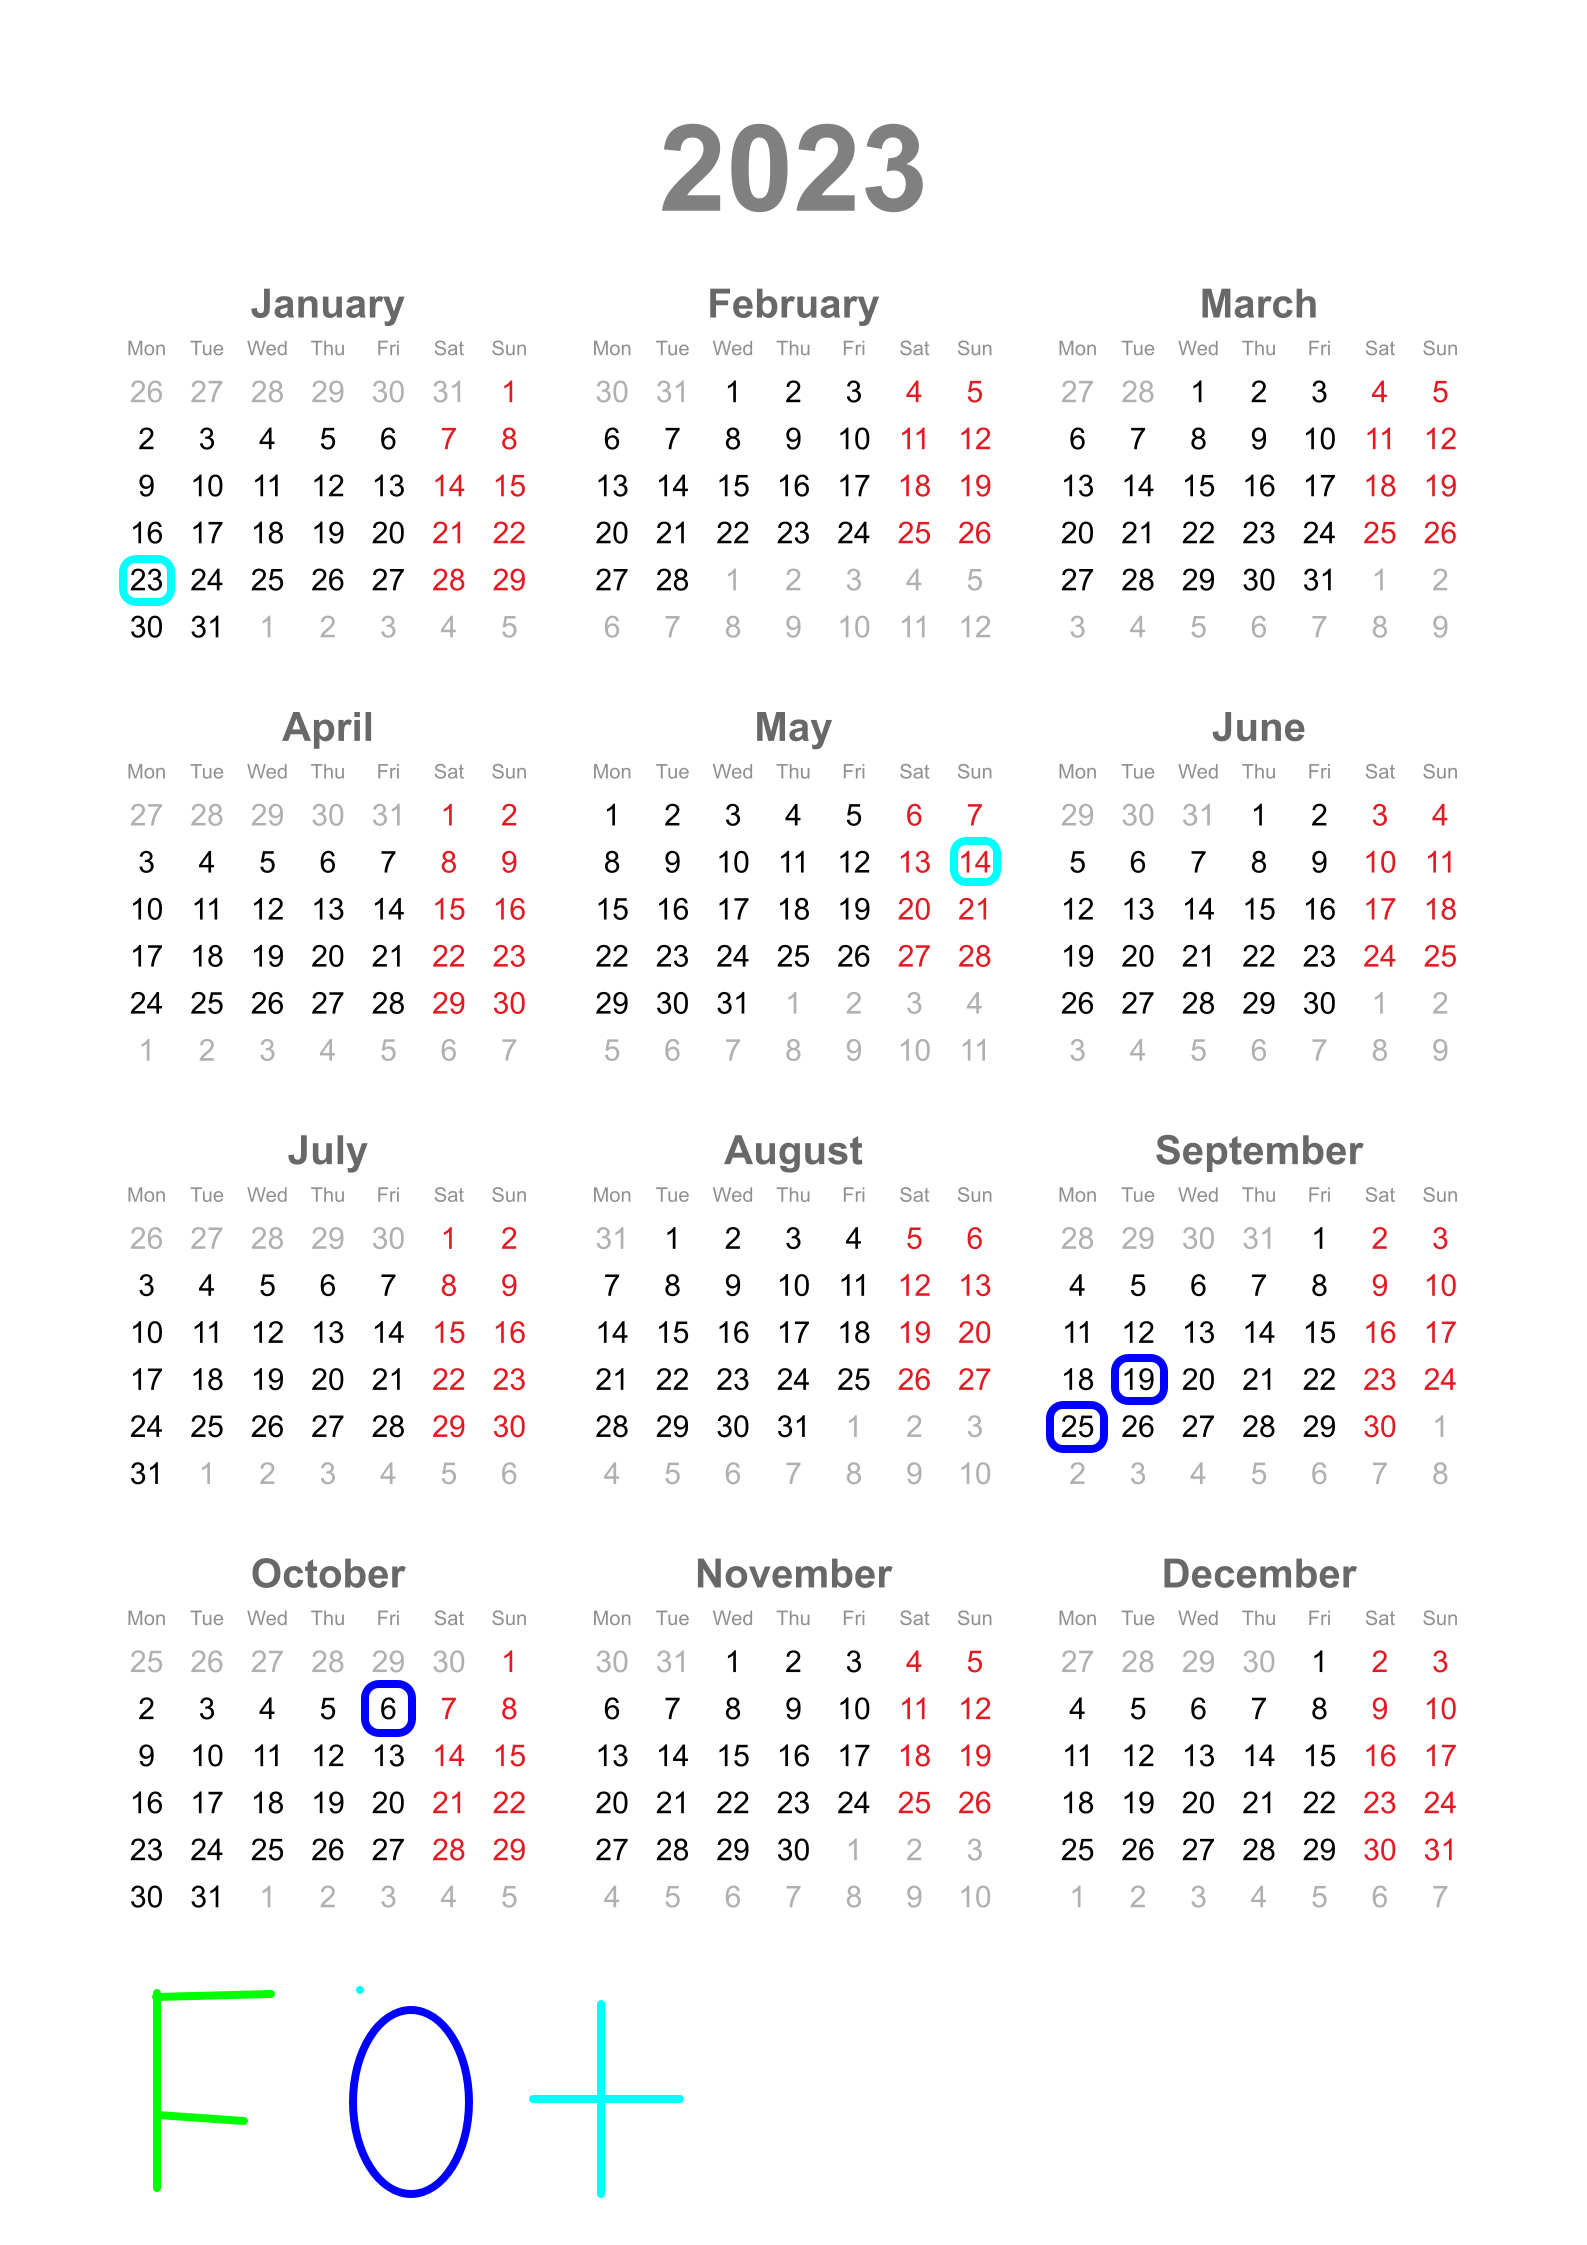 2023
January February March
Mon Tue Wed Thu Fri Sat Sun Mon Tue Wed Thu Fri Sat Sun Mon Tue Wed Thu Fri Sat Sun
26 27 28 29 30 31 1 30 31 1 2 3 4 5 27 28 1 2 3 4 5
2 3 4 5 6 7 8 6 7 8 9 10 11 12 6 7 8 9 10 11 12
9 10 11 12 13 14 15 13 14 15 16 17 18 19 13 14 15 16 17 18 19
16 17 18 19 20 21 22 20 21 22 23 24 25 26 20 21 22 23 24 25 26
23 24 25 26 27 28 29 27 28 1 2 3 4 5 27 28 29 30 31 1 2
30 31 1 2 3 4 5 6 7 8 9 10 11 12 3 4 5 6 7 8 9
April May June
Mon Tue Wed Thu Fri Sat Sun Mon Tue Wed Thu Fri Sat Sun Mon Tue Wed Thu Fri Sat Sun
27 28 29 30 31 1 2 1 2 3 4 5 6 7 29 30 31 1 2 3 4
3 4 5 6 7 8 9 8 9 10 11 12 13 14 5 6 7 8 9 10 11
10 11 12 13 14 15 16 15 16 17 18 19 20 21 12 13 14 15 16 17 18
17 18 19 20 21 22 23 22 23 24 25 26 27 28 19 20 21 22 23 24 25
24 25 26 27 28 29 30 29 30 31 1 2 3 4 26 27 28 29 30 1 2
1 2 3 4 5 6 7 5 6 7 8 9 10 11 3 4 5 6 7 8 9
July August September
Mon Tue Wed Thu Fri Sat Sun Mon Tue Wed Thu Fri Sat Sun Mon Tue Wed Thu Fri Sat Sun
26 27 28 29 30 1 2 31 1 2 3 4 5 6 28 29 30 31 1 2 3
3 4 5 6 7 8 9 7 8 9 10 11 12 13 4 5 6 7 8 9 10
10 11 12 13 14 15 16 14 15 16 17 18 19 20 11 12 13 14 15 16 17
17 18 19 20 21 22 23 21 22 23 24 25 26 27 18 19 20 21 22 23 24
24 25 26 27 28 29 30 28 29 30 31 1 2 3 25 26 27 28 29 30 1
31 1 2 3 4 5 6 4 5 6 7 8 9 10 2 3 4 5 6 7 8
October November December
Mon Tue Wed Thu Fri Sat Sun Mon Tue Wed Thu Fri Sat Sun Mon Tue Wed Thu Fri Sat Sun
25 26 27 28 29 30 1 30 31 1 2 3 4 5 27 28 29 30 1 2 3
2 3 4 5 6 7 8 6 7 8 9 10 11 12 4 5 6 7 8 9 10
9 10 11 12 13 14 15 13 14 15 16 17 18 19 11 12 13 14 15 16 17
16 17 18 19 20 21 22 20 21 22 23 24 25 26 18 19 20 21 22 23 24
23 24 25 26 27 28 29 27 28 29 30 1 2 3 25 26 27 28 29 30 31
30 31 1 2 3 4 5 4 5 6 7 8 9 10 1 2 3 4 5 6 7
F O +